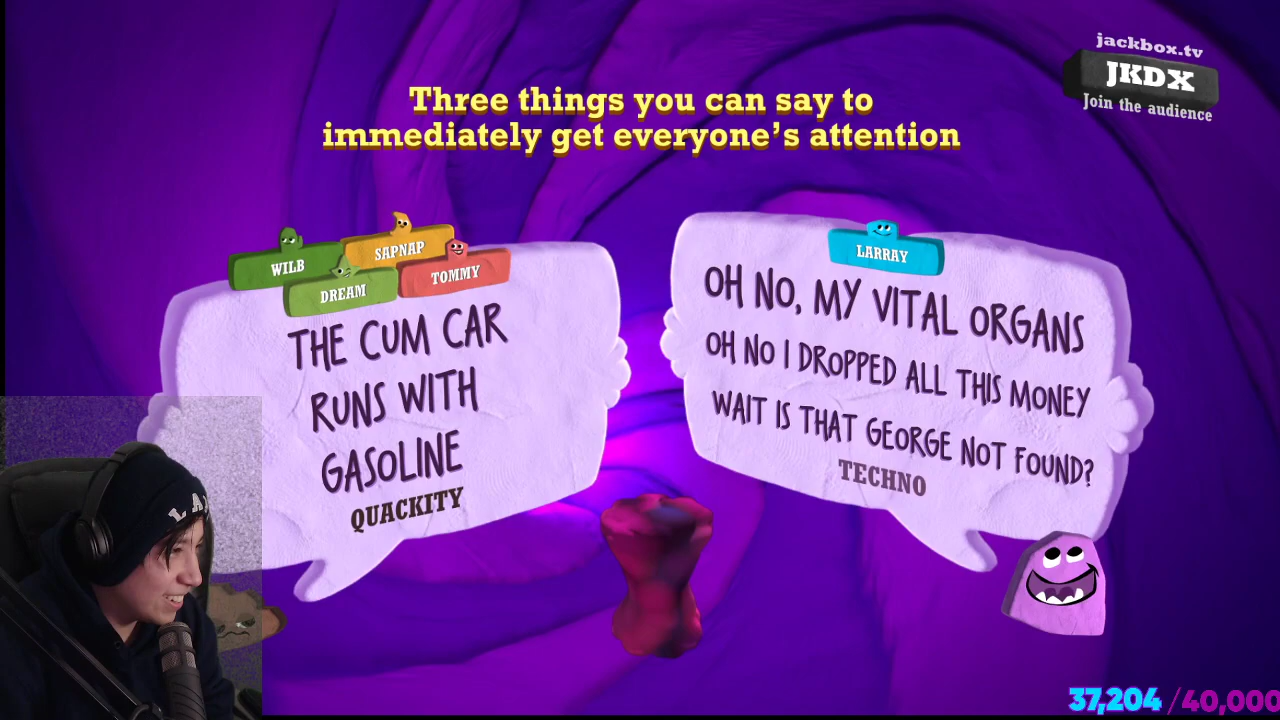 jackbox.tv
JKDX
Join the audience
Three things you can say to
immediately get everyone's attention
WILB
SAPNAP
DREAM
TOMMY
THE CUM CAR
RUNS WITH
GASOLINE
QUACKITY
LARRAY
OH NO, MY VITAL ORGANS
OH NO I DROPPED ALL THIS MONEY
WAIT IS THAT GEORGE NOT FOUND?
TECHNO
LA
37,204 /40,000